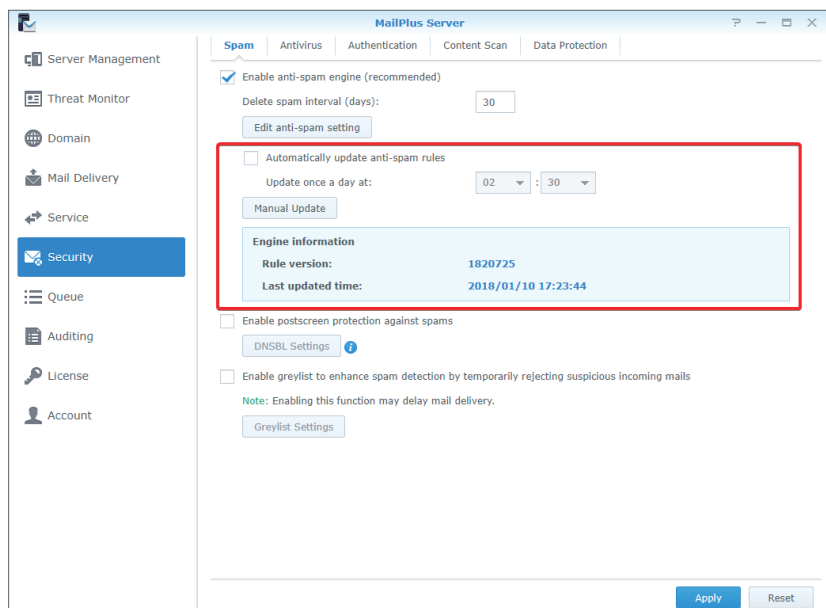 MailPlus Server
Server Management
Threat Monitor
Domain
Mail Delivery
Service
Security
Queue
Auditing
License
Account
Spam Antivirus Authentication Content Scan Data Protection
Enable anti-spam engine (recommended)
Delete spam interval (days): 30
Edit anti-spam setting
Automatically update anti-spam rules
Update once a day at: 02 : 30
Manual Update
Engine information
Rule version: 1820725
Last updated time: 2018/01/10 17:23:44
Enable postscreen protection against spams
DNSBL Settings i
Enable greylist to enhance spam detection by temporarily rejecting suspicious incoming mails
Note: Enabling this function may delay mail delivery.
Greylist Settings
Apply Reset